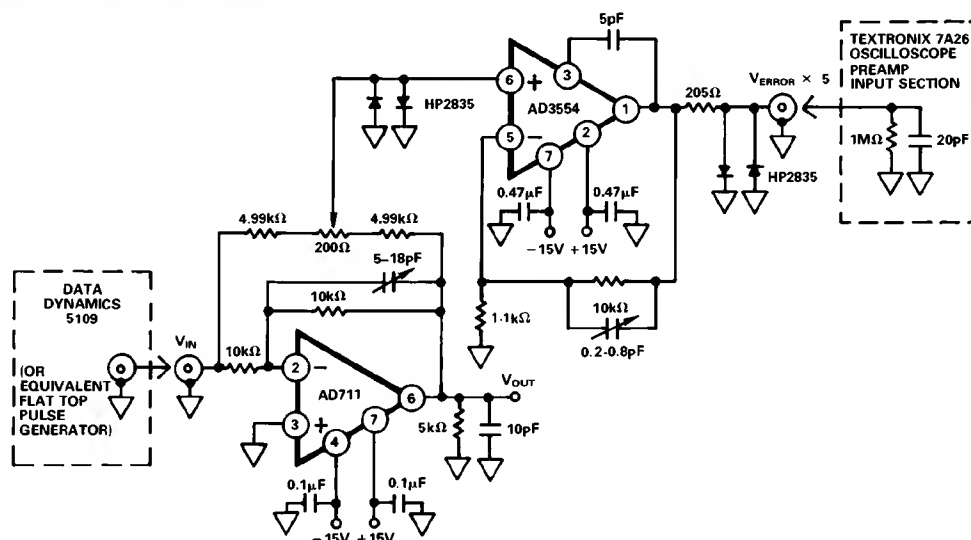 5pF
TEXTRONIX 7A26
OSCILLOSCOPE
PREAMP
INPUT SECTION
6
+
3
AD3554
1
5
−
2
7
HP2835
205Ω
VERROR × 5
1MΩ
20pF
HP2835
0.47µF
0.47µF
−15V
+15V
4.99kΩ
4.99kΩ
200Ω
5–18pF
10kΩ
10kΩ
0.2-0.8pF
1.1kΩ
DATA
DYNAMICS
5109
(OR
EQUIVALENT
FLAT TOP
PULSE
GENERATOR)
VIN
10kΩ
2
−
AD711
6
3
+
7
4
VOUT
5kΩ
10pF
0.1µF
0.1µF
−15V
+15V